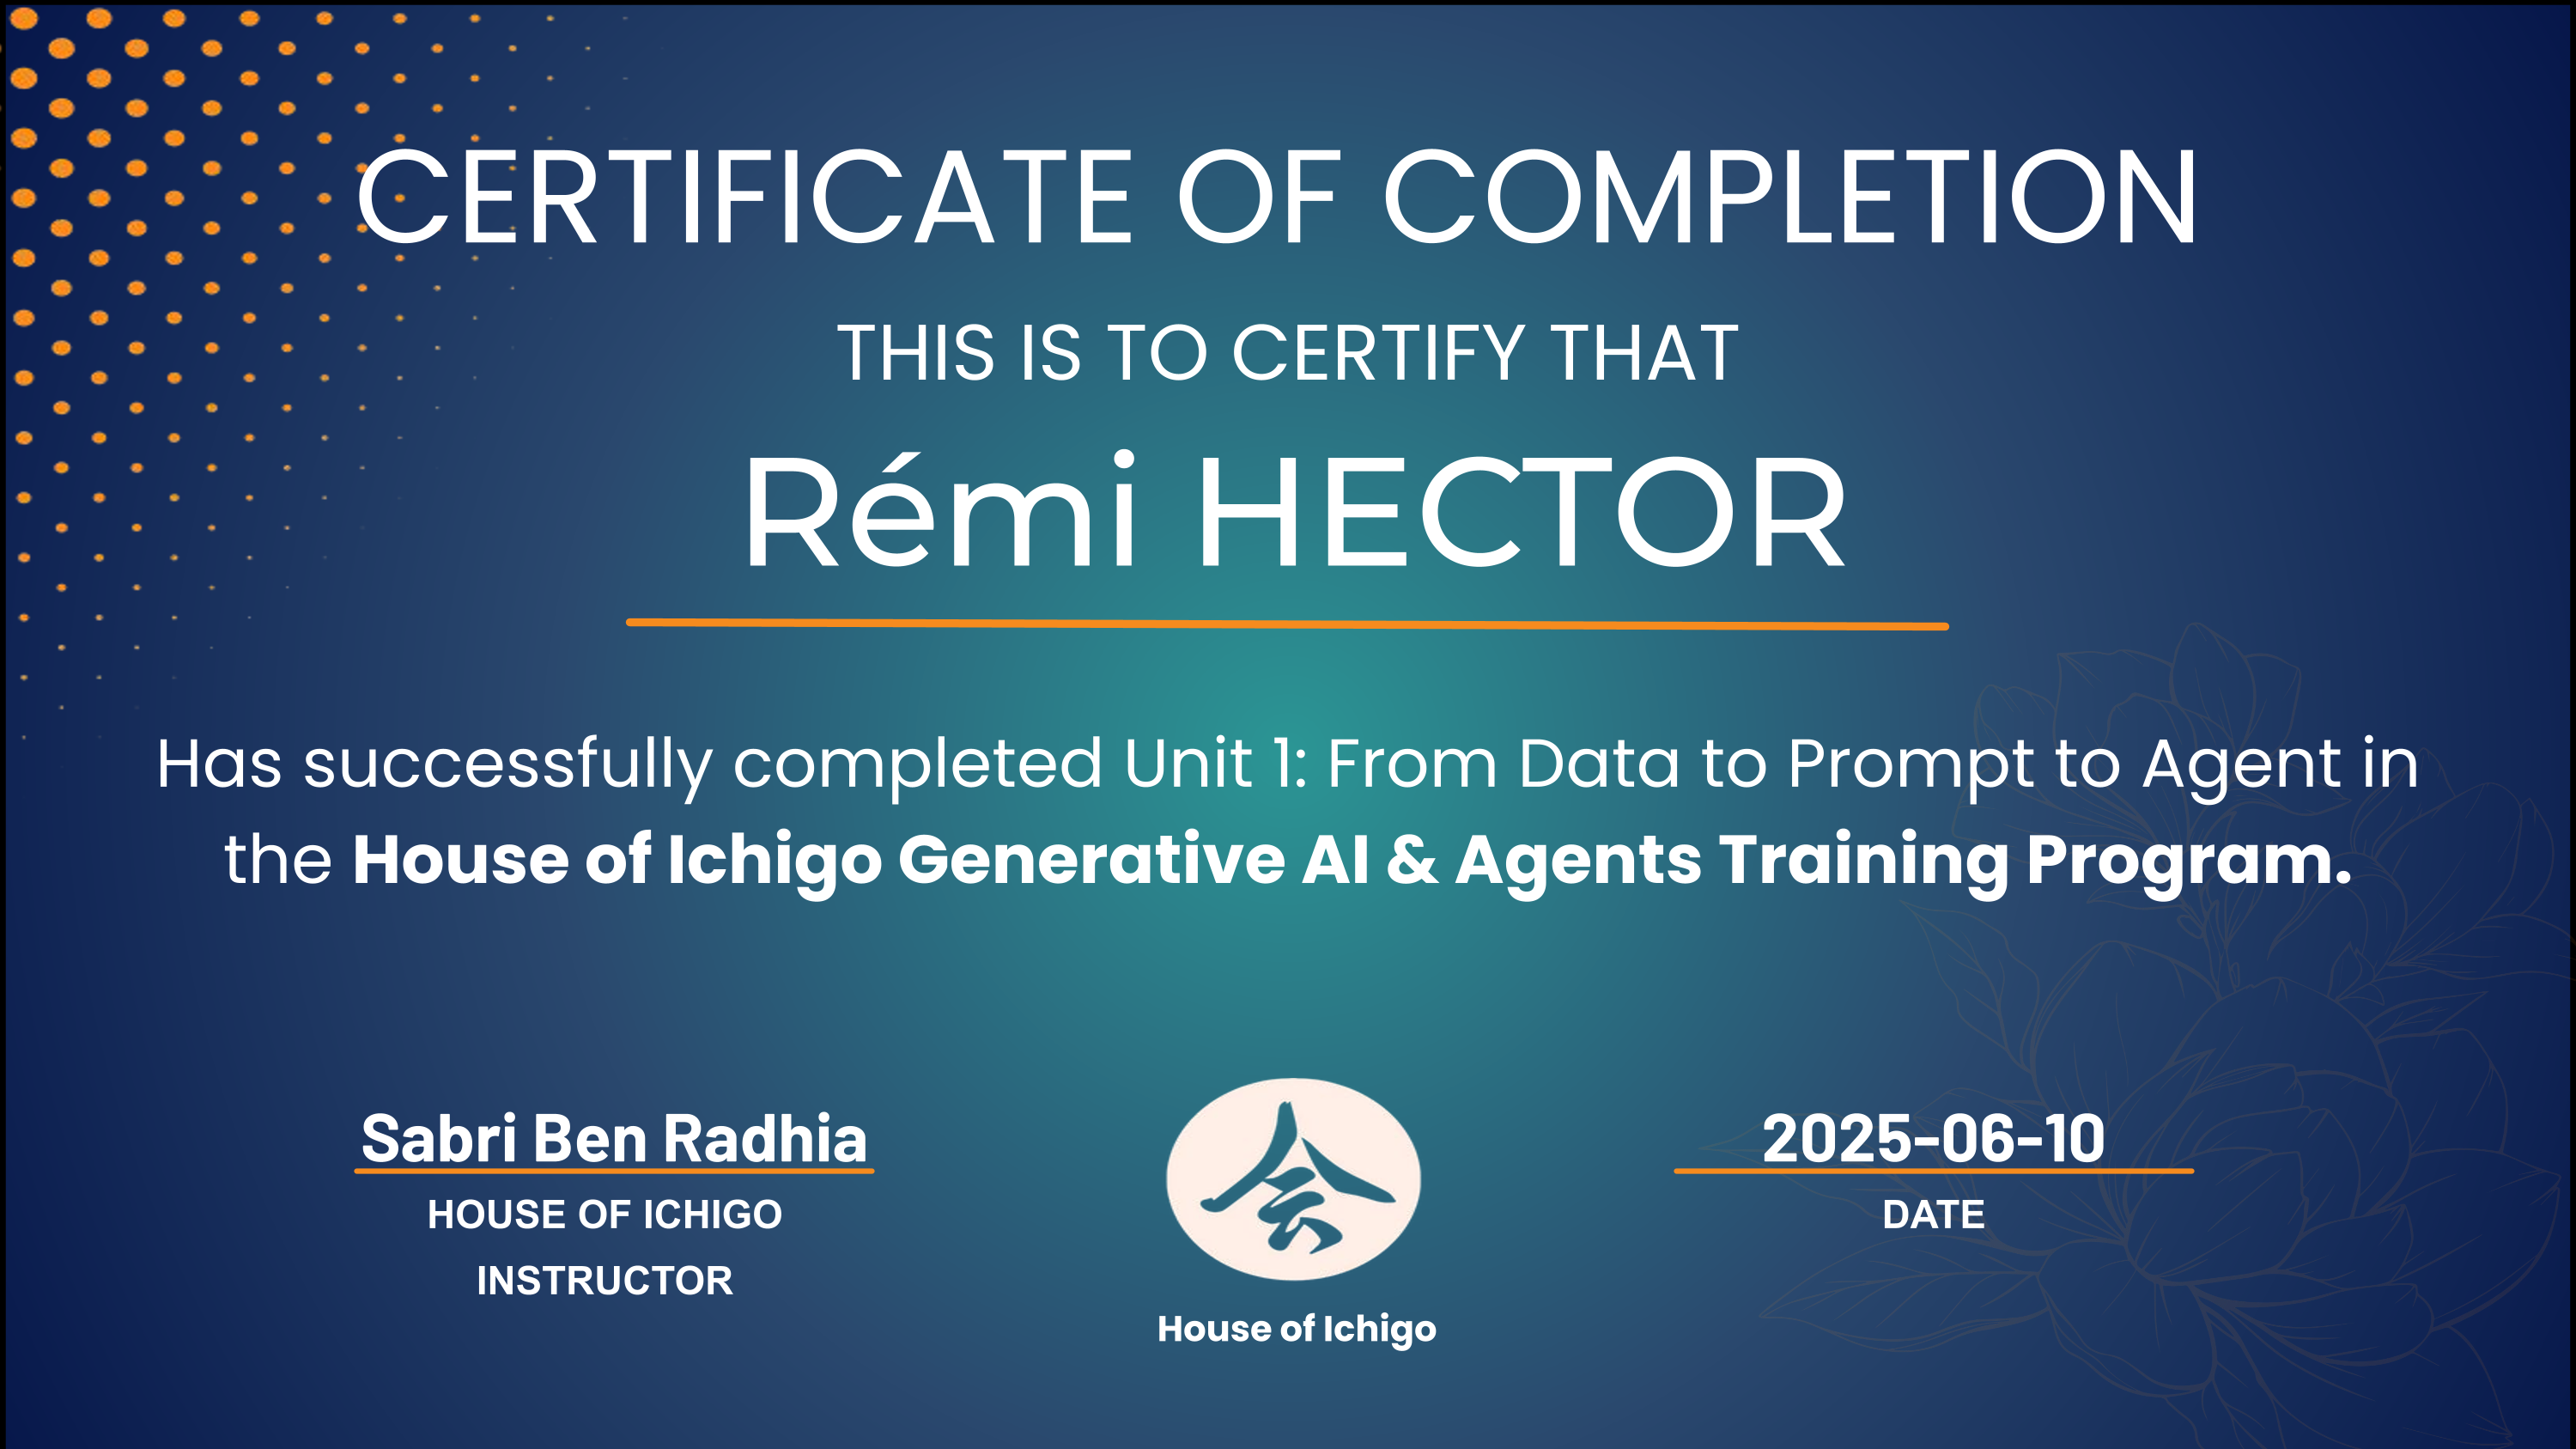 CERTIFICATE OF COMPLETION
THIS IS TO CERTIFY THAT
Rémi HECTOR
Has successfully completed Unit 1: From Data to Prompt to Agent in
the House of Ichigo Generative AI & Agents Training Program.
Sabri Ben Radhia
HOUSE OF ICHIGO
INSTRUCTOR
House of Ichigo
2025-06-10
DATE